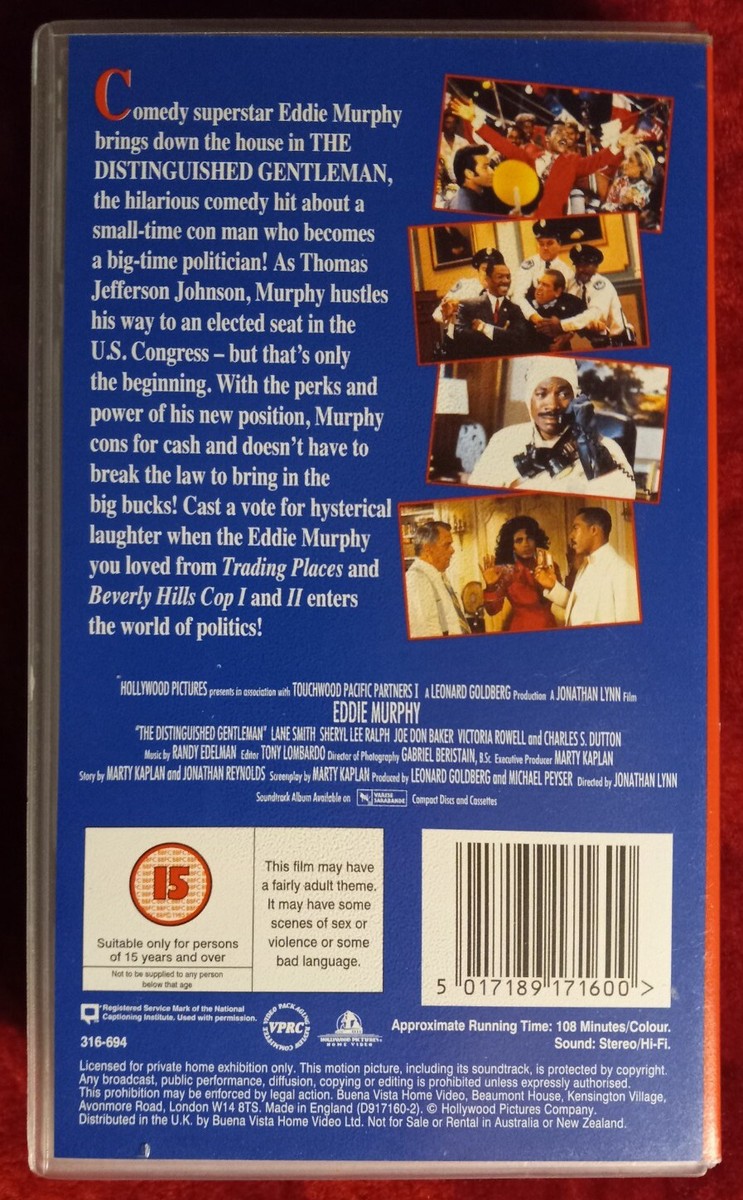 Comedy superstar Eddie Murphy
brings down the house in THE
DISTINGUISHED GENTLEMAN,
the hilarious comedy hit about a
small-time con man who becomes
a big-time politician! As Thomas
Jefferson Johnson, Murphy hustles
his way to an elected seat in the
U.S. Congress – but that's only
the beginning. With the perks and
power of his new position, Murphy
cons for cash and doesn't have to
break the law to bring in the
big bucks! Cast a vote for hysterical
laughter when the Eddie Murphy
you loved from Trading Places and
Beverly Hills Cop I and II enters
the world of politics!
HOLLYWOOD PICTURES presents in association with TOUCHWOOD PACIFIC PARTNERS I A LEONARD GOLDBERG Production A JONATHAN LYNN Film
EDDIE MURPHY
"THE DISTINGUISHED GENTLEMAN" LANE SMITH SHERYL LEE RALPH JOE DON BAKER VICTORIA ROWELL and CHARLES S. DUTTON
Music by RANDY EDELMAN Editor TONY LOMBARDO Director of Photography GABRIEL BERISTAIN, B.Sc. Executive Producer MARTY KAPLAN
Story by MARTY KAPLAN and JONATHAN REYNOLDS Screenplay by MARTY KAPLAN Produced by LEONARD GOLDBERG and MICHAEL PEYSER Directed by JONATHAN LYNN
Soundtrack Album Available on VARESE SARABANDE Compact Discs and Cassettes
15
Suitable only for persons
of 15 years and over
Not to be supplied to any person
below that age
This film may have
a fairly adult theme.
It may have some
scenes of sex or
violence or some
bad language.
5 017189 171600 >
Registered Service Mark of the National
Captioning Institute. Used with permission.
316-694
VIDEO PACKAGING REVIEW COMMITTEE
VPRC
HOLLYWOOD PICTURES
HOME VIDEO
Approximate Running Time: 108 Minutes/Colour.
Sound: Stereo/Hi-Fi.
Licensed for private home exhibition only. This motion picture, including its soundtrack, is protected by copyright.
Any broadcast, public performance, diffusion, copying or editing is prohibited unless expressly authorised.
This prohibition may be enforced by legal action. Buena Vista Home Video, Beaumont House, Kensington Village,
Avonmore Road, London W14 8TS. Made in England (D917160-2). © Hollywood Pictures Company.
Distributed in the U.K. by Buena Vista Home Video Ltd. Not for Sale or Rental in Australia or New Zealand.